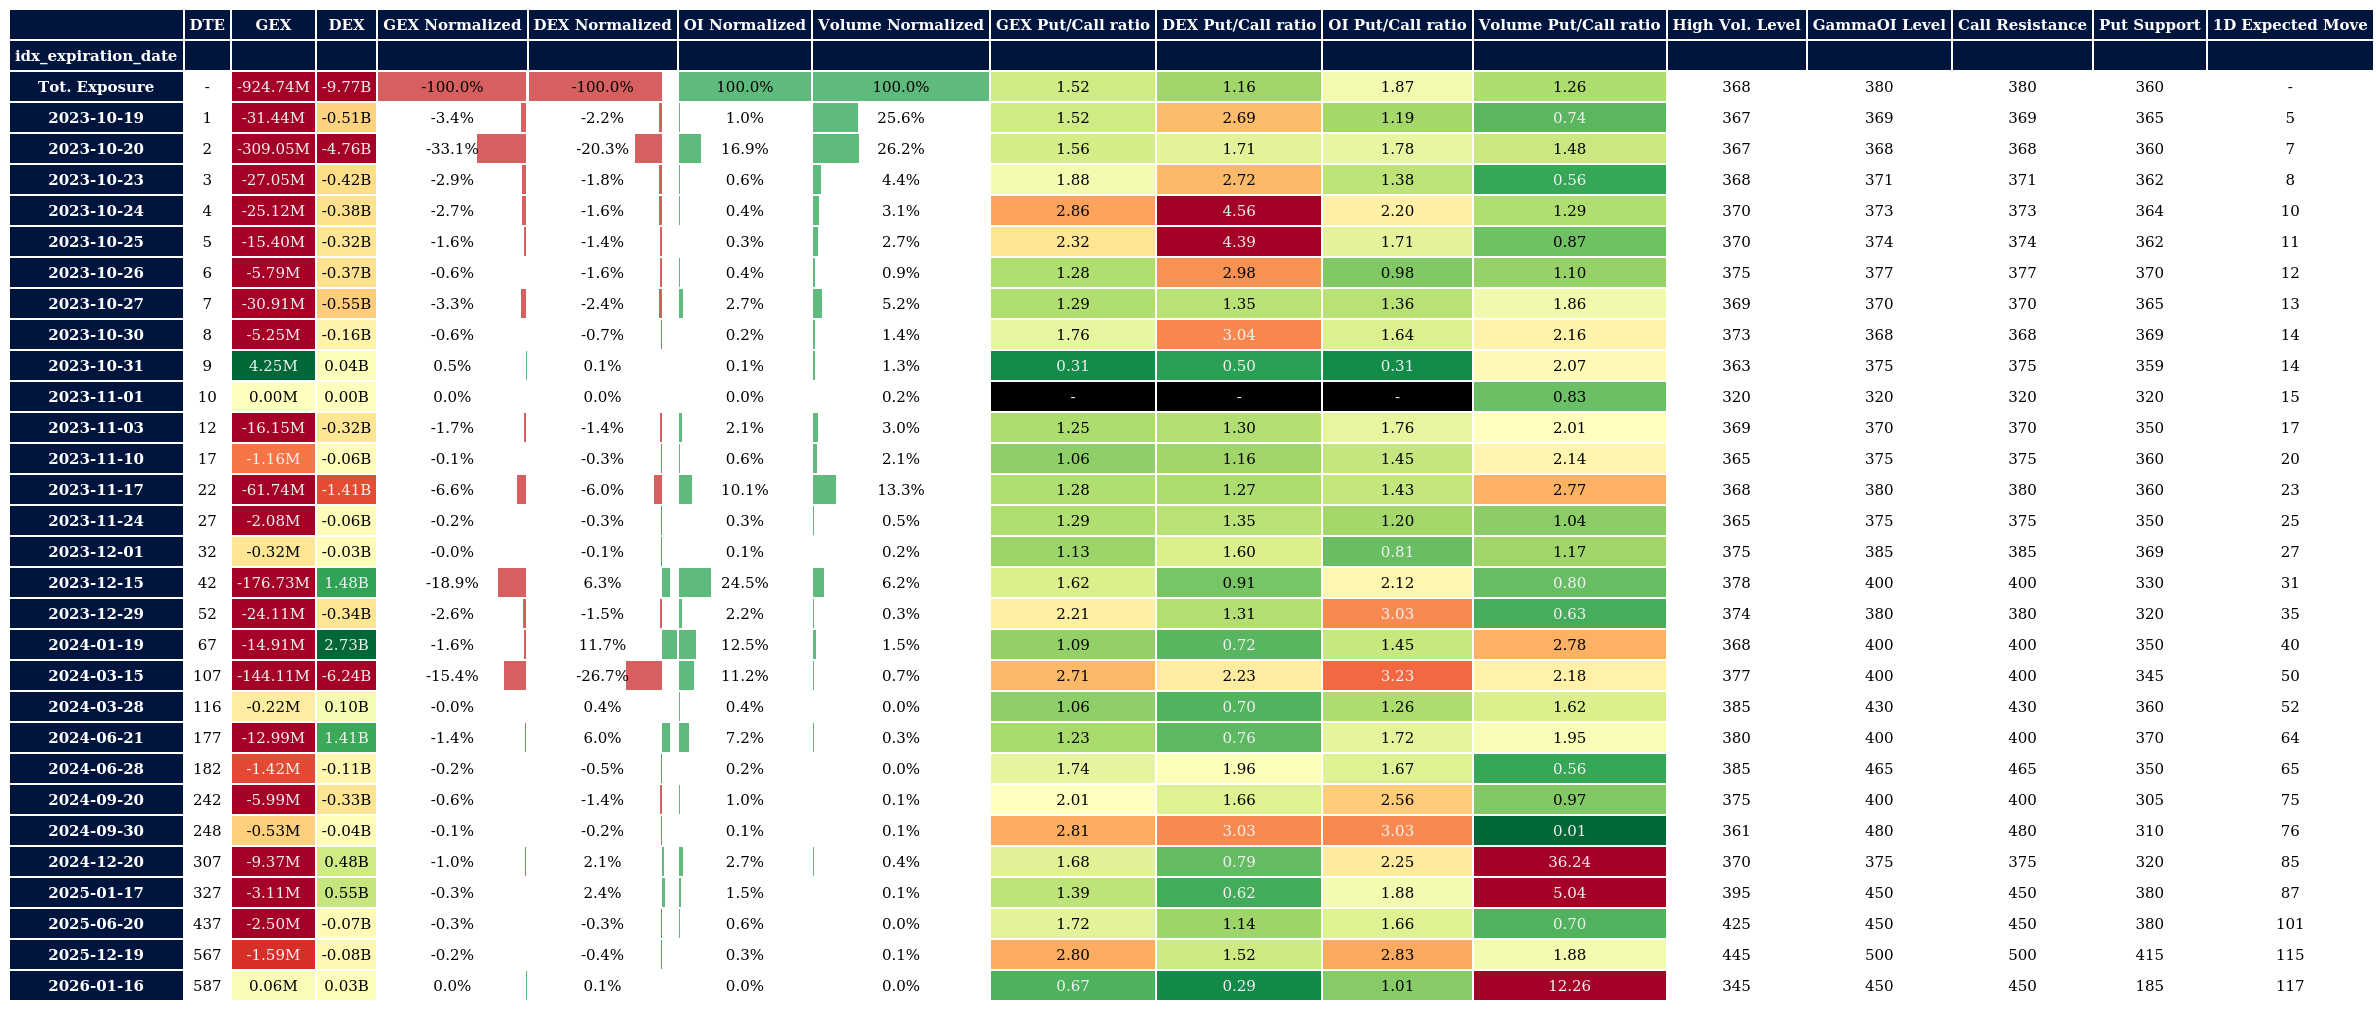 DTE GEX DEX GEX Normalized DEX Normalized OI Normalized Volume Normalized GEX Put/Call ratio DEX Put/Call ratio OI Put/Call ratio Volume Put/Call ratio High Vol. Level GammaOI Level Call Resistance Put Support 1D Expected Move
idx_expiration_date
Tot. Exposure - -924.74M -9.77B -100.0% -100.0% 100.0% 100.0% 1.52 1.16 1.87 1.26 368 380 380 360 -
2023-10-19 1 -31.44M -0.51B -3.4% -2.2% 1.0% 25.6% 1.52 2.69 1.19 0.74 367 369 369 365 5
2023-10-20 2 -309.05M -4.76B -33.1% -20.3% 16.9% 26.2% 1.56 1.71 1.78 1.48 367 368 368 360 7
2023-10-23 3 -27.05M -0.42B -2.9% -1.8% 0.6% 4.4% 1.88 2.72 1.38 0.56 368 371 371 362 8
2023-10-24 4 -25.12M -0.38B -2.7% -1.6% 0.4% 3.1% 2.86 4.56 2.20 1.29 370 373 373 364 10
2023-10-25 5 -15.40M -0.32B -1.6% -1.4% 0.3% 2.7% 2.32 4.39 1.71 0.87 370 374 374 362 11
2023-10-26 6 -5.79M -0.37B -0.6% -1.6% 0.4% 0.9% 1.28 2.98 0.98 1.10 375 377 377 370 12
2023-10-27 7 -30.91M -0.55B -3.3% -2.4% 2.7% 5.2% 1.29 1.35 1.36 1.86 369 370 370 365 13
2023-10-30 8 -5.25M -0.16B -0.6% -0.7% 0.2% 1.4% 1.76 3.04 1.64 2.16 373 368 368 369 14
2023-10-31 9 4.25M 0.04B 0.5% 0.1% 0.1% 1.3% 0.31 0.50 0.31 2.07 363 375 375 359 14
2023-11-01 10 0.00M 0.00B 0.0% 0.0% 0.0% 0.2% - - - 0.83 320 320 320 320 15
2023-11-03 12 -16.15M -0.32B -1.7% -1.4% 2.1% 3.0% 1.25 1.30 1.76 2.01 369 370 370 350 17
2023-11-10 17 -1.16M -0.06B -0.1% -0.3% 0.6% 2.1% 1.06 1.16 1.45 2.14 365 375 375 360 20
2023-11-17 22 -61.74M -1.41B -6.6% -6.0% 10.1% 13.3% 1.28 1.27 1.43 2.77 368 380 380 360 23
2023-11-24 27 -2.08M -0.06B -0.2% -0.3% 0.3% 0.5% 1.29 1.35 1.20 1.04 365 375 375 350 25
2023-12-01 32 -0.32M -0.03B -0.0% -0.1% 0.1% 0.2% 1.13 1.60 0.81 1.17 375 385 385 369 27
2023-12-15 42 -176.73M 1.48B -18.9% 6.3% 24.5% 6.2% 1.62 0.91 2.12 0.80 378 400 400 330 31
2023-12-29 52 -24.11M -0.34B -2.6% -1.5% 2.2% 0.3% 2.21 1.31 3.03 0.63 374 380 380 320 35
2024-01-19 67 -14.91M 2.73B -1.6% 11.7% 12.5% 1.5% 1.09 0.72 1.45 2.78 368 400 400 350 40
2024-03-15 107 -144.11M -6.24B -15.4% -26.7% 11.2% 0.7% 2.71 2.23 3.23 2.18 377 400 400 345 50
2024-03-28 116 -0.22M 0.10B -0.0% 0.4% 0.4% 0.0% 1.06 0.70 1.26 1.62 385 430 430 360 52
2024-06-21 177 -12.99M 1.41B -1.4% 6.0% 7.2% 0.3% 1.23 0.76 1.72 1.95 380 400 400 370 64
2024-06-28 182 -1.42M -0.11B -0.2% -0.5% 0.2% 0.0% 1.74 1.96 1.67 0.56 385 465 465 350 65
2024-09-20 242 -5.99M -0.33B -0.6% -1.4% 1.0% 0.1% 2.01 1.66 2.56 0.97 375 400 400 305 75
2024-09-30 248 -0.53M -0.04B -0.1% -0.2% 0.1% 0.1% 2.81 3.03 3.03 0.01 361 480 480 310 76
2024-12-20 307 -9.37M 0.48B -1.0% 2.1% 2.7% 0.4% 1.68 0.79 2.25 36.24 370 375 375 320 85
2025-01-17 327 -3.11M 0.55B -0.3% 2.4% 1.5% 0.1% 1.39 0.62 1.88 5.04 395 450 450 380 87
2025-06-20 437 -2.50M -0.07B -0.3% -0.3% 0.6% 0.0% 1.72 1.14 1.66 0.70 425 450 450 380 101
2025-12-19 567 -1.59M -0.08B -0.2% -0.4% 0.3% 0.1% 2.80 1.52 2.83 1.88 445 500 500 415 115
2026-01-16 587 0.06M 0.03B 0.0% 0.1% 0.0% 0.0% 0.67 0.29 1.01 12.26 345 450 450 185 117